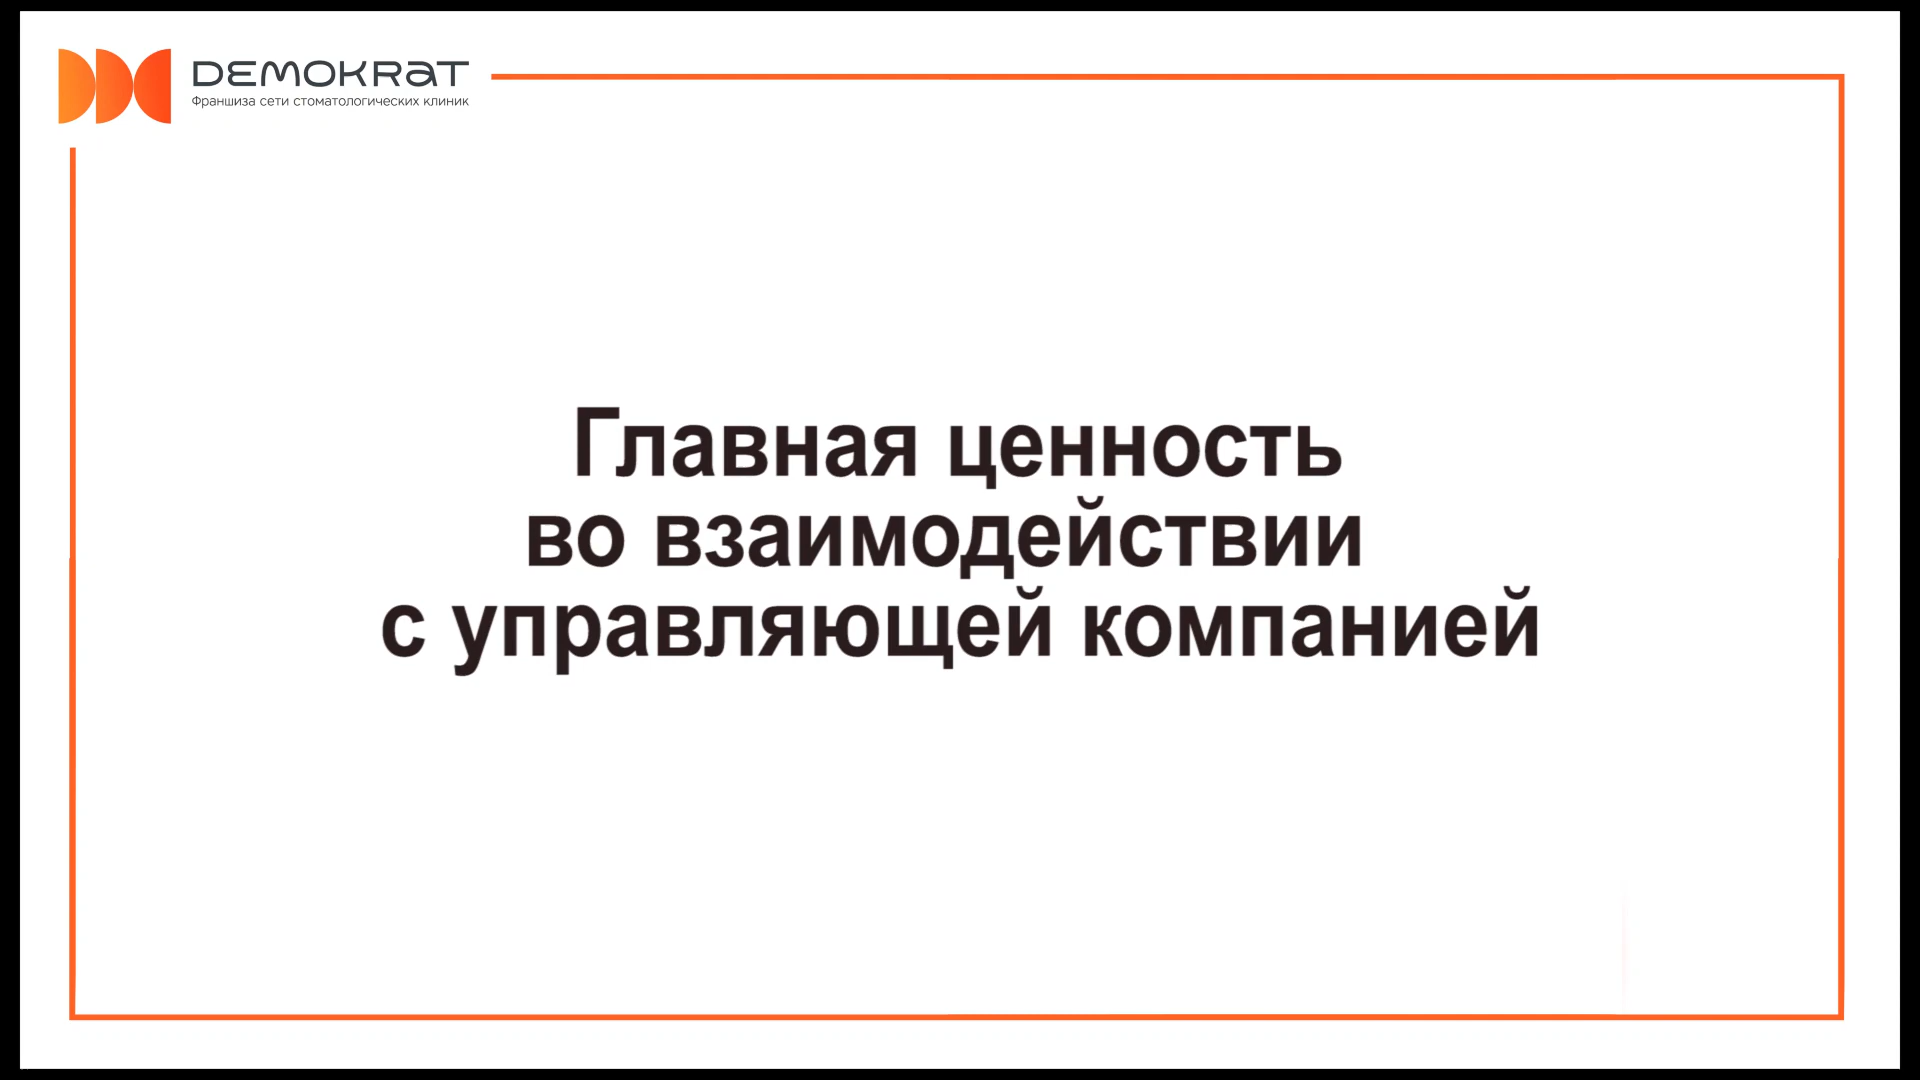 DEMOKRAT
Франшиза сети стоматологических клиник
Главная ценность
во взаимодействии
с управляющей компанией